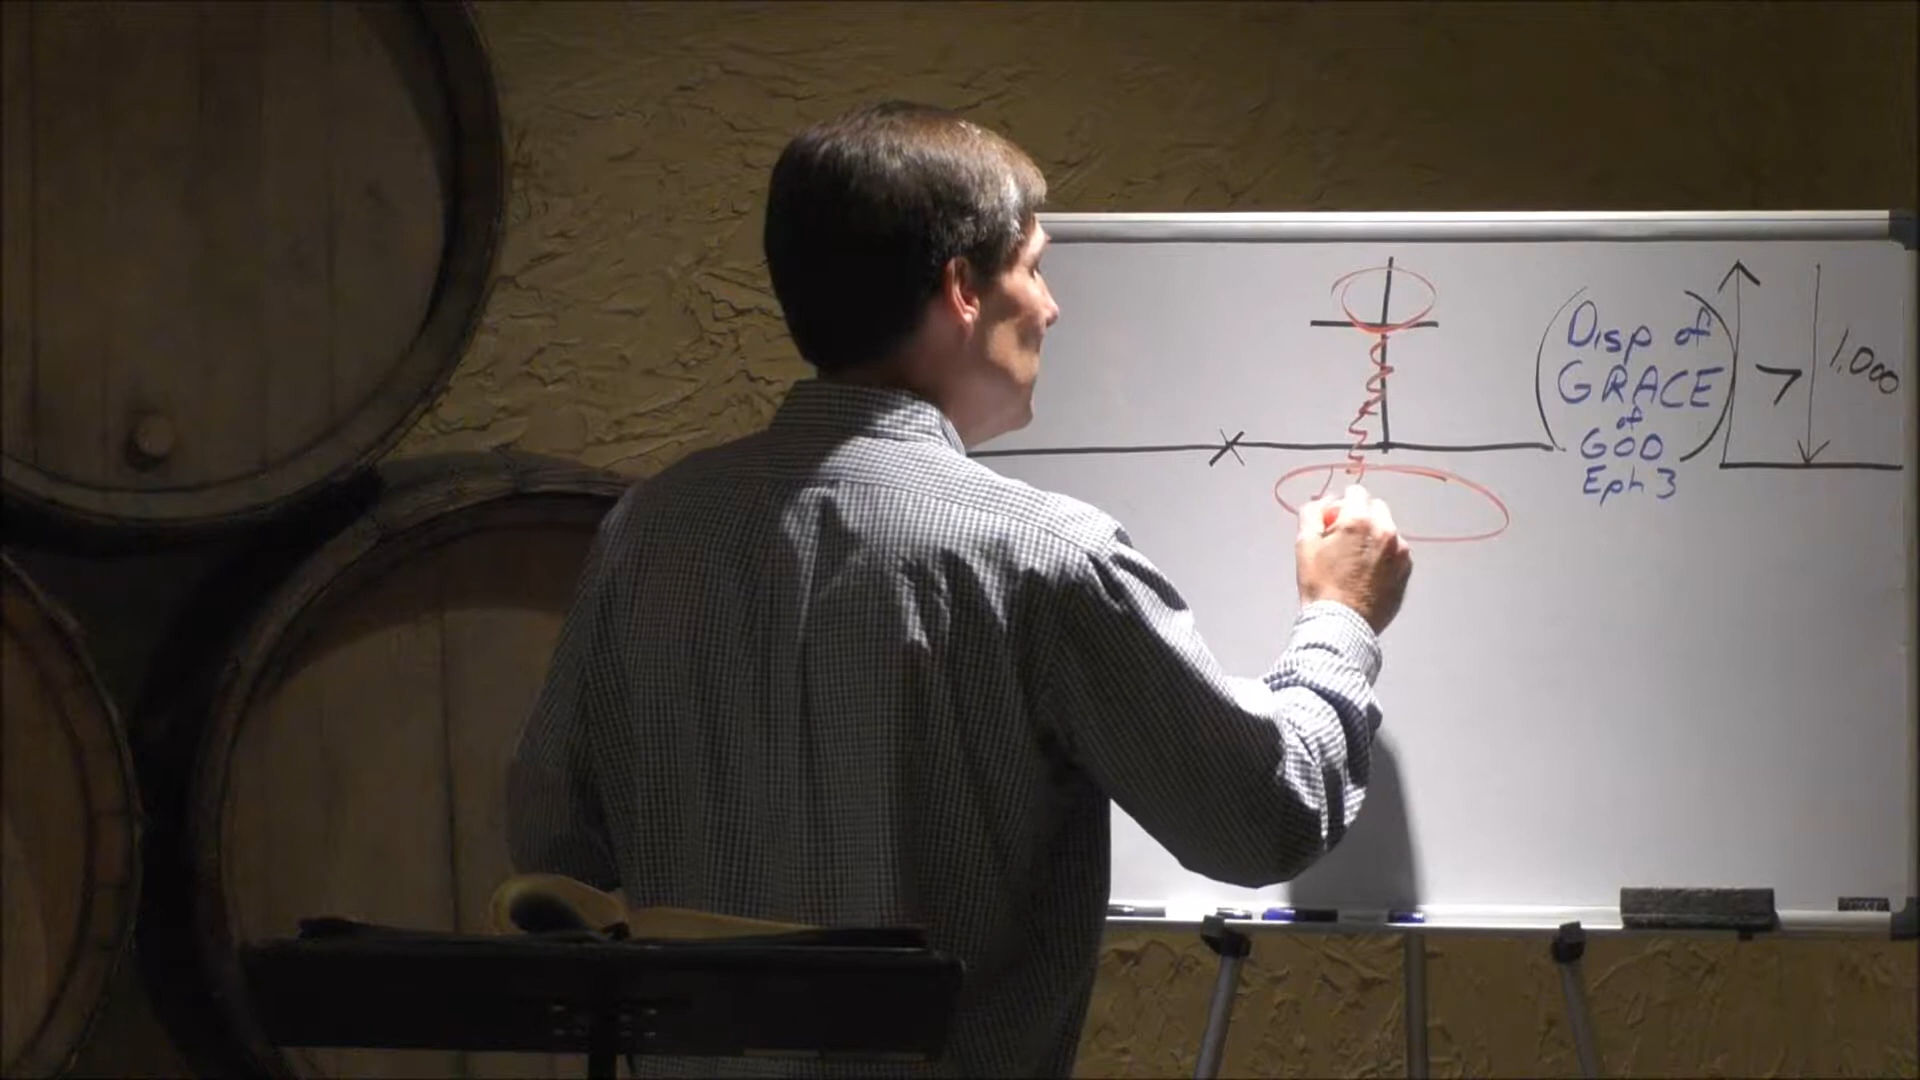 Disp of
GRACE
of
GOD
Eph 3
7
1,000